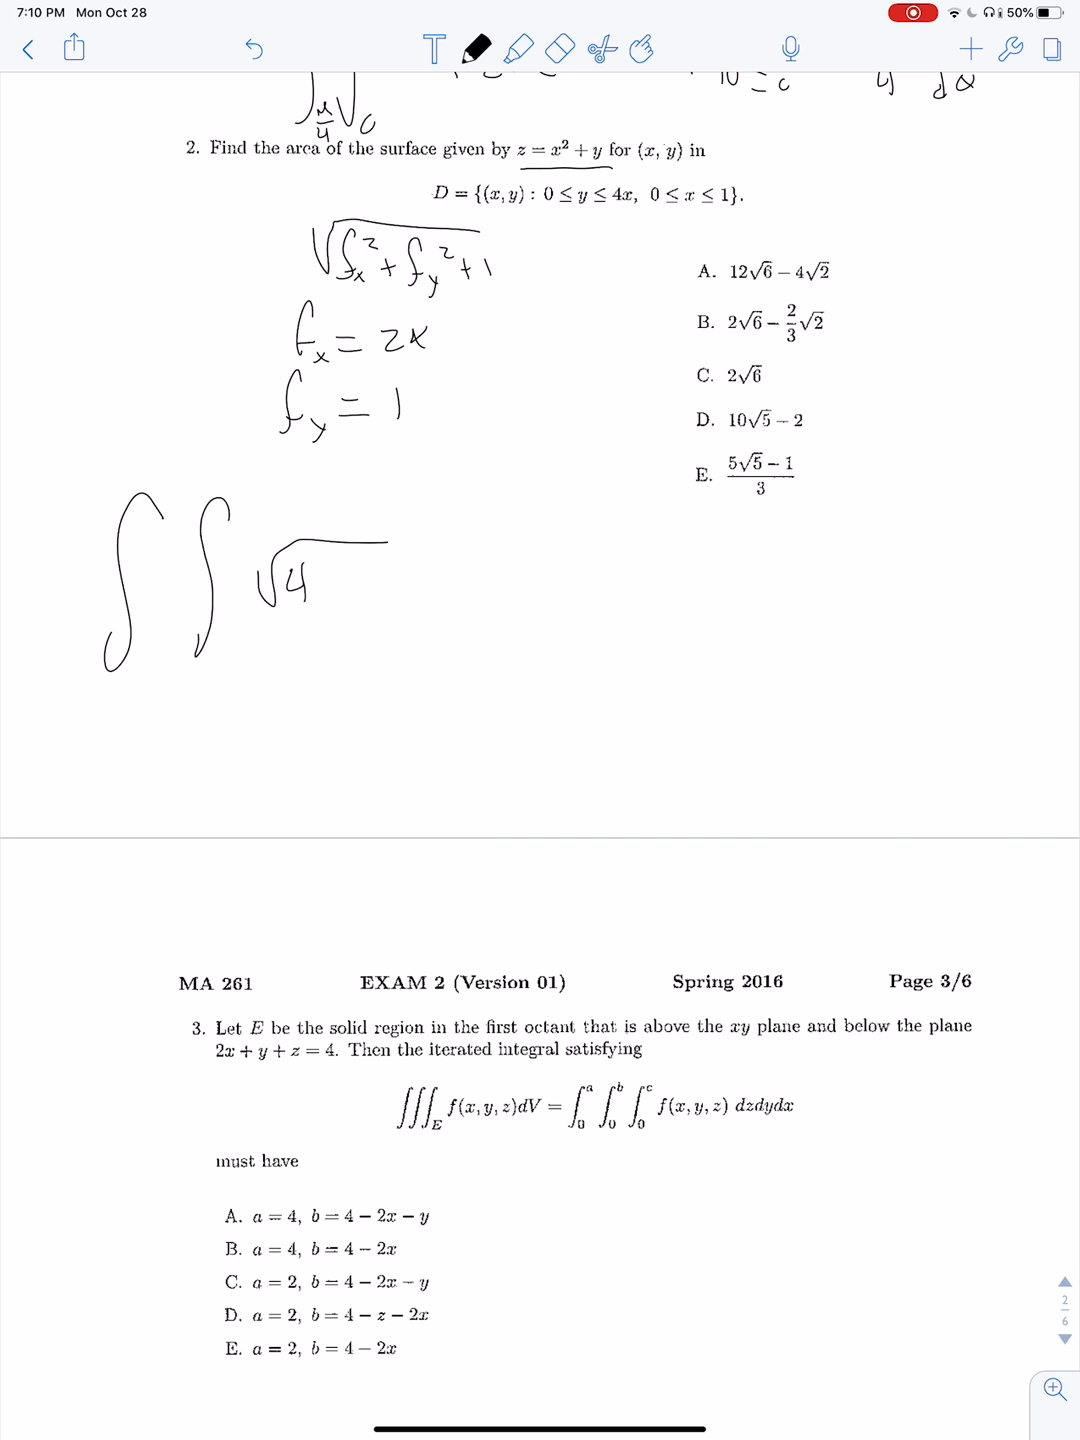 7:10 PM Mon Oct 28
50%
T
2. Find the area of the surface given by z = x² + y for (x, y) in
D = {(x, y) : 0 ≤ y ≤ 4x, 0 ≤ x ≤ 1}.
√(fₓ² + f_y² + 1)
fₓ = 2x
f_y = 1
∫ ∫ √4
A. 12√6 − 4√2
B. 2√6 − 2/3 √2
C. 2√6
D. 10√5 − 2
E. (5√5 − 1)/3
MA 261 EXAM 2 (Version 01) Spring 2016 Page 3/6
3. Let E be the solid region in the first octant that is above the xy plane and below the plane
2x + y + z = 4. Then the iterated integral satisfying
∭_E f(x, y, z)dV = ∫₀ᵃ ∫₀ᵇ ∫₀ᶜ f(x, y, z) dzdydx
must have
A. a = 4, b = 4 − 2x − y
B. a = 4, b = 4 − 2x
C. a = 2, b = 4 − 2x − y
D. a = 2, b = 4 − z − 2x
E. a = 2, b = 4 − 2x
2
6